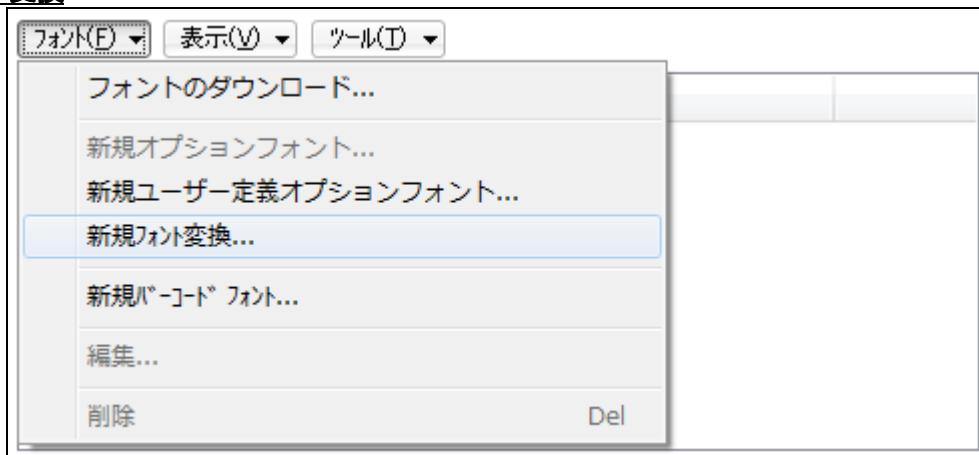 ﾌｫﾝﾄ(F) 表示(V) ﾂｰﾙ(T)
フォントのダウンロード...
新規オプションフォント...
新規ユーザー定義オプションフォント...
新規ﾌｫﾝﾄ変換...
新規ﾊﾞｰｺｰﾄﾞ ﾌｫﾝﾄ...
編集...
削除 Del